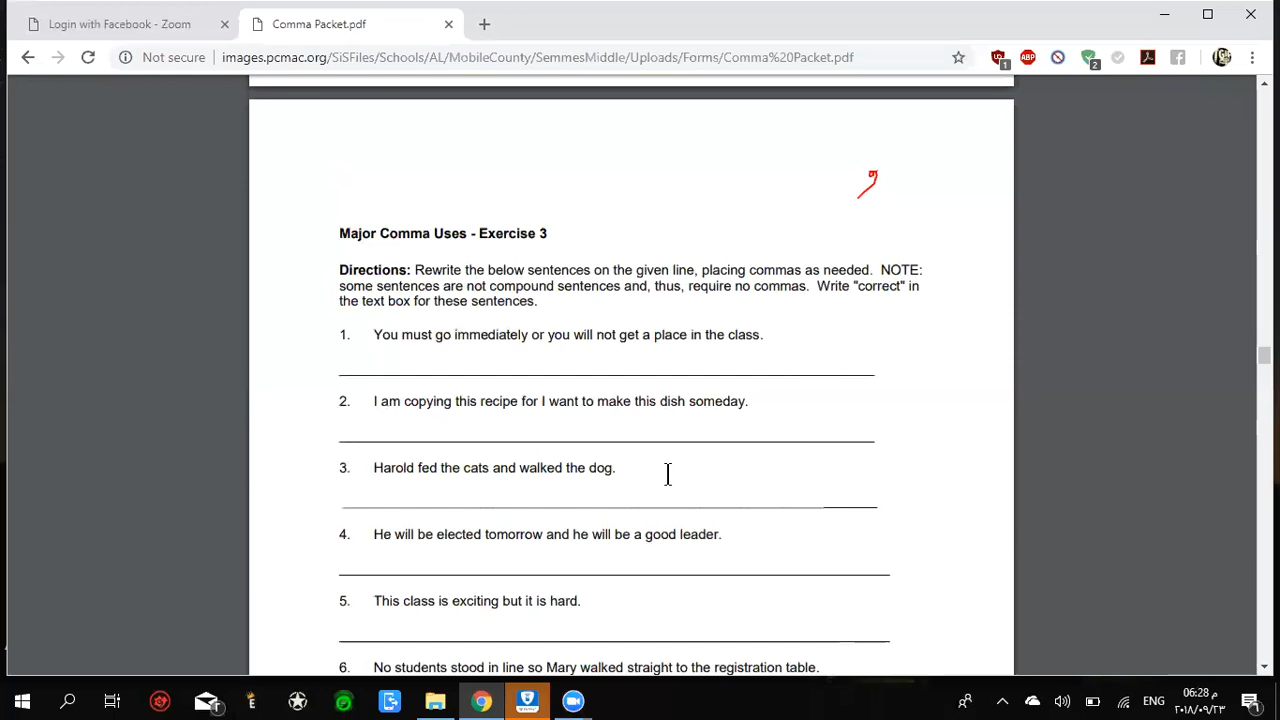 Login with Facebook - Zoom
Comma Packet.pdf
Not secure
images.pcmac.org/SiSFiles/Schools/AL/MobileCounty/SemmesMiddle/Uploads/Forms/Comma%20Packet.pdf
1
ABP
2
,
Major Comma Uses - Exercise 3
Directions: Rewrite the below sentences on the given line, placing commas as needed. NOTE:
some sentences are not compound sentences and, thus, require no commas. Write "correct" in
the text box for these sentences.
1. You must go immediately or you will not get a place in the class.
2. I am copying this recipe for I want to make this dish someday.
3. Harold fed the cats and walked the dog.
4. He will be elected tomorrow and he will be a good leader.
5. This class is exciting but it is hard.
6. No students stood in line so Mary walked straight to the registration table.
ENG
06:28 م
٢٠١٨/٠٩/٢٣